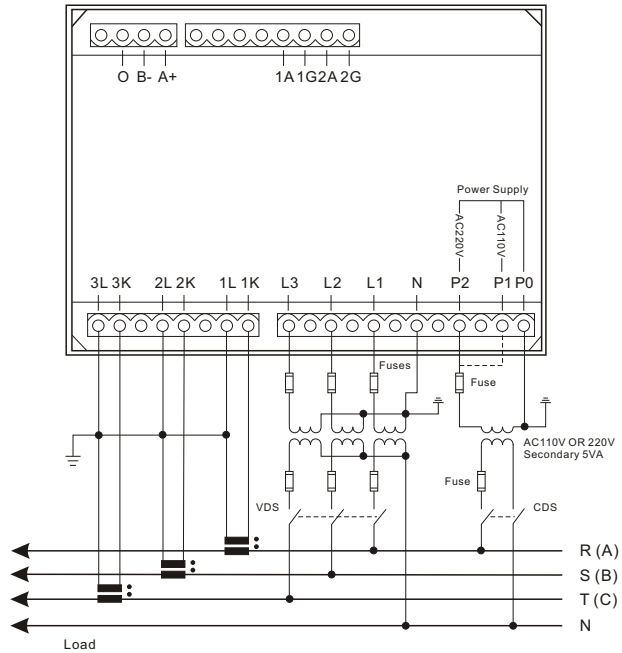 O B- A+
1A 1G 2A 2G
Power Supply
AC220V
AC110V
3L 3K 2L 2K 1L 1K L3 L2 L1 N P2 P1 P0
Fuses
Fuse
AC110V OR 220V
Secondary 5VA
Fuse
VDS
CDS
R (A)
S (B)
T (C)
N
Load